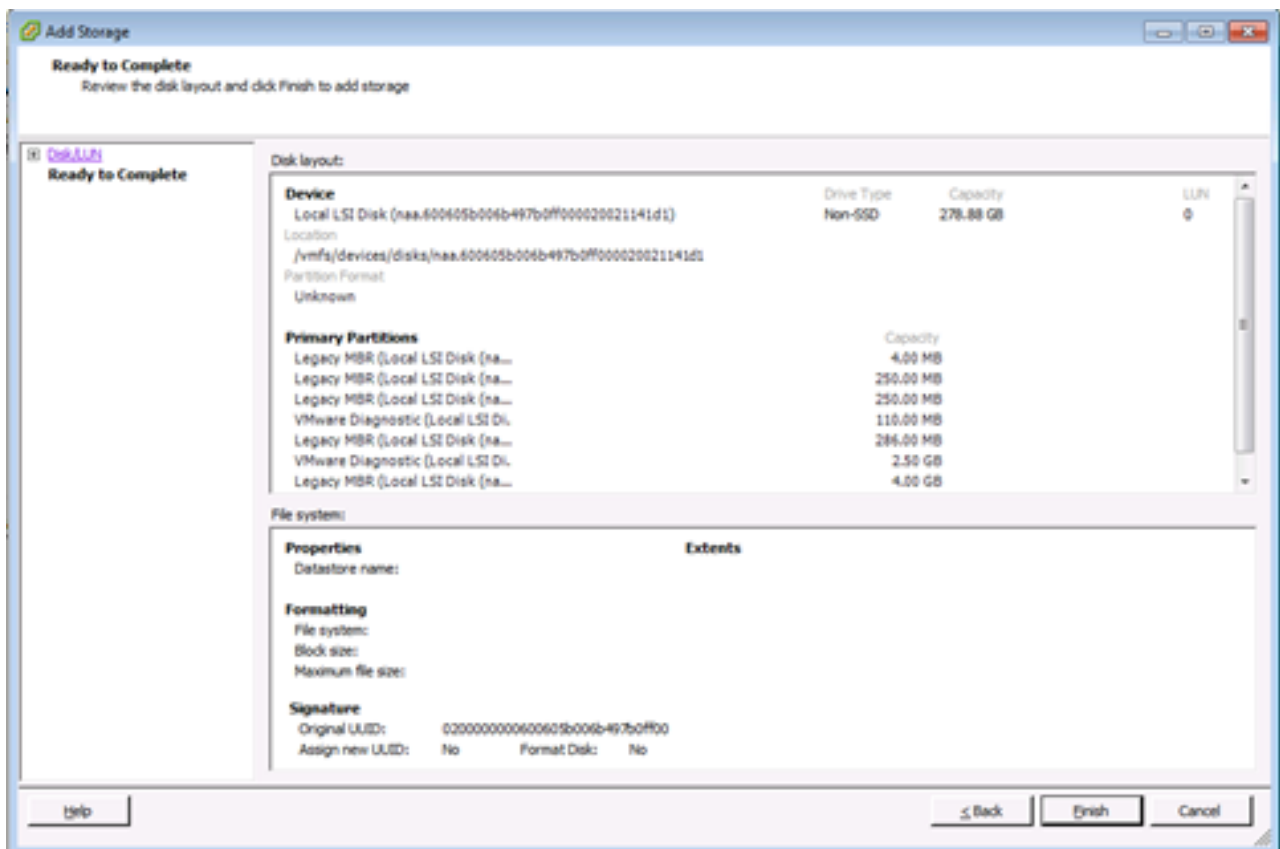 Add Storage
Ready to Complete
Review the disk layout and click Finish to add storage
Disk/LUN
Ready to Complete
Disk layout:
Device Drive Type Capacity LUN
Local LSI Disk (naa.600605b006b497b0ff000020021141d1) Non-SSD 278.88 GB 0
Location
/vmfs/devices/disks/naa.600605b006b497b0ff000020021141d1
Partition Format
Unknown
Primary Partitions Capacity
Legacy MBR (Local LSI Disk (na... 4.00 MB
Legacy MBR (Local LSI Disk (na... 250.00 MB
Legacy MBR (Local LSI Disk (na... 250.00 MB
VMware Diagnostic (Local LSI Di. 110.00 MB
Legacy MBR (Local LSI Disk (na... 286.00 MB
VMware Diagnostic (Local LSI Di. 2.50 GB
Legacy MBR (Local LSI Disk (na... 4.00 GB
File system:
Properties Extents
Datastore name:
Formatting
File system:
Block size:
Maximum file size:
Signature
Original UUID: 0200000000600605b006b497b0ff00
Assign new UUID: No Format Disk: No
Help < Back Finish Cancel